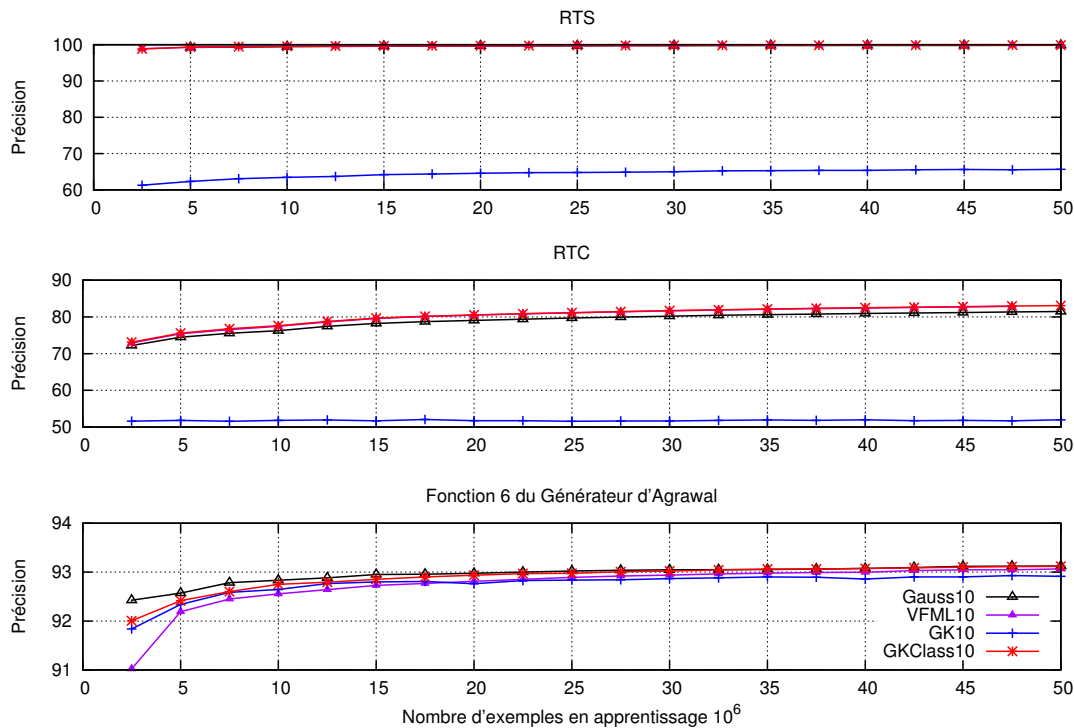 RTS
100
90
80
70
60
Précision
0 5 10 15 20 25 30 35 40 45 50
RTC
90
80
70
60
50
Précision
0 5 10 15 20 25 30 35 40 45 50
Fonction 6 du Générateur d'Agrawal
94
93
92
91
Précision
Gauss10
VFML10
GK10
GKClass10
0 5 10 15 20 25 30 35 40 45 50
Nombre d'exemples en apprentissage 10^6